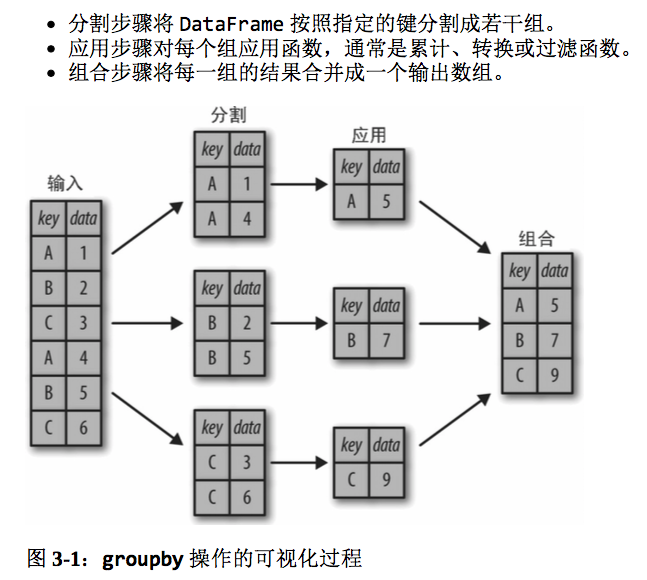 • 分割步骤将 DataFrame 按照指定的键分割成若干组。
• 应用步骤对每个组应用函数，通常是累计、转换或过滤函数。
• 组合步骤将每一组的结果合并成一个输出数组。
输入
key data
A 1
B 2
C 3
A 4
B 5
C 6
分割
key data
A 1
A 4
key data
B 2
B 5
key data
C 3
C 6
应用
key data
A 5
key data
B 7
key data
C 9
组合
key data
A 5
B 7
C 9
图 3-1：groupby 操作的可视化过程